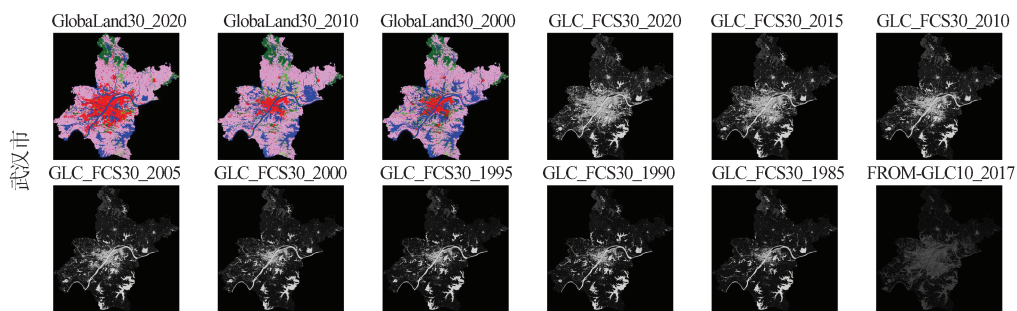 GlobaLand30_2020
GlobaLand30_2010
GlobaLand30_2000
GLC_FCS30_2020
GLC_FCS30_2015
GLC_FCS30_2010
武汉市
GLC_FCS30_2005
GLC_FCS30_2000
GLC_FCS30_1995
GLC_FCS30_1990
GLC_FCS30_1985
FROM-GLC10_2017